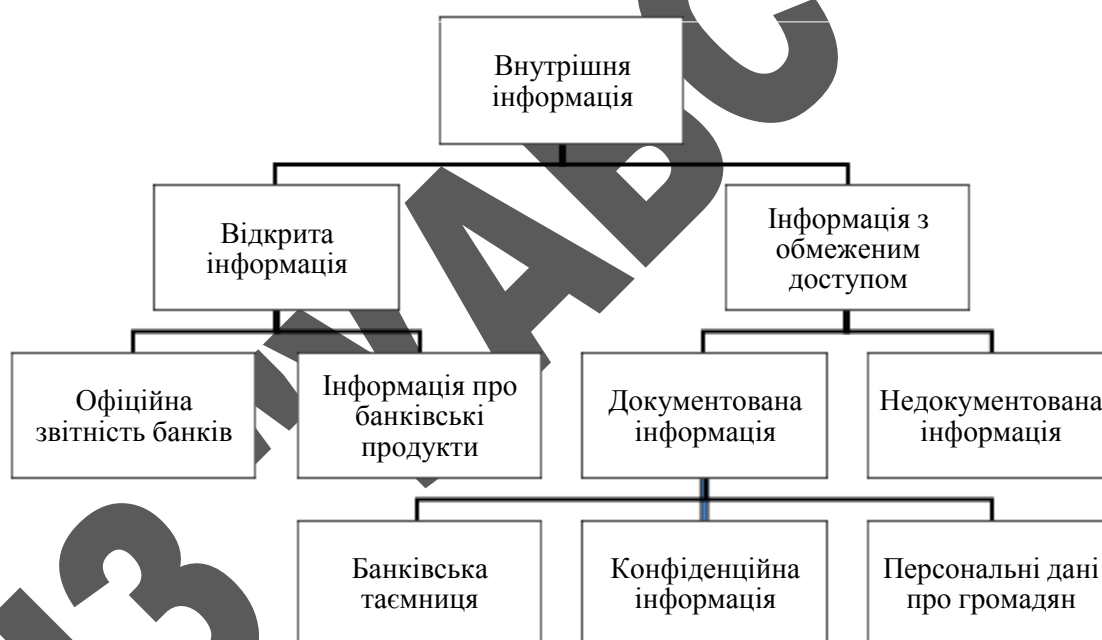 Внутрішня
інформація
Відкрита
інформація
Інформація з
обмеженим
доступом
Офіційна
звітність банків
Інформація про
банківські
продукти
Документована
інформація
Недокументована
інформація
Банківська
таємниця
Конфіденційна
інформація
Персональні дані
про громадян